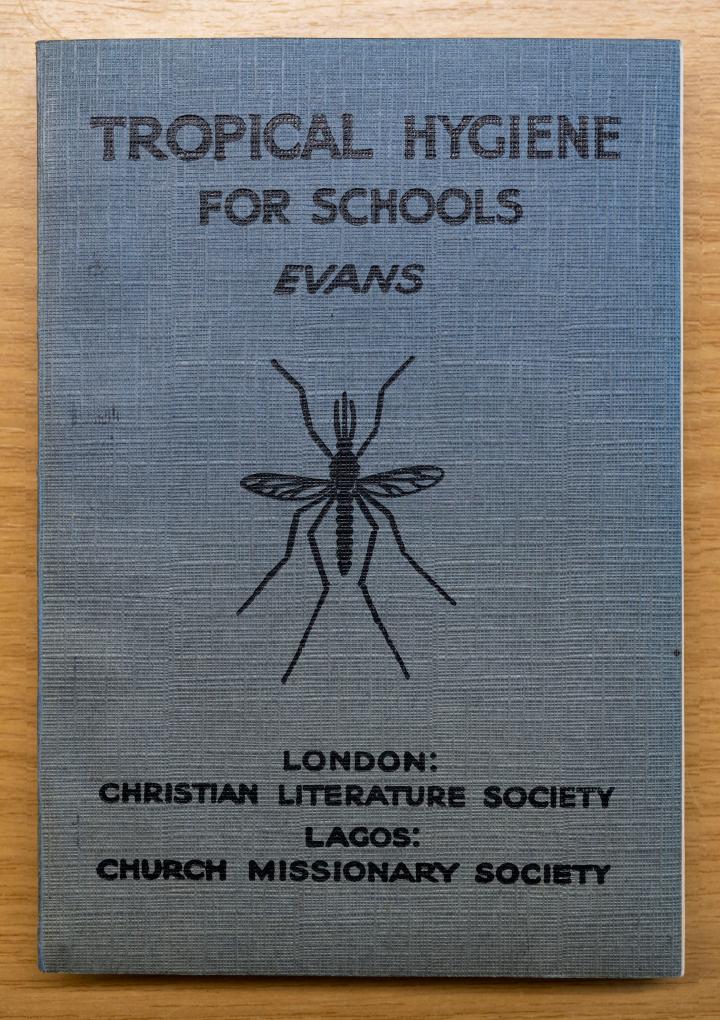 TROPICAL HYGIENE
FOR SCHOOLS
EVANS
LONDON:
CHRISTIAN LITERATURE SOCIETY
LAGOS:
CHURCH MISSIONARY SOCIETY